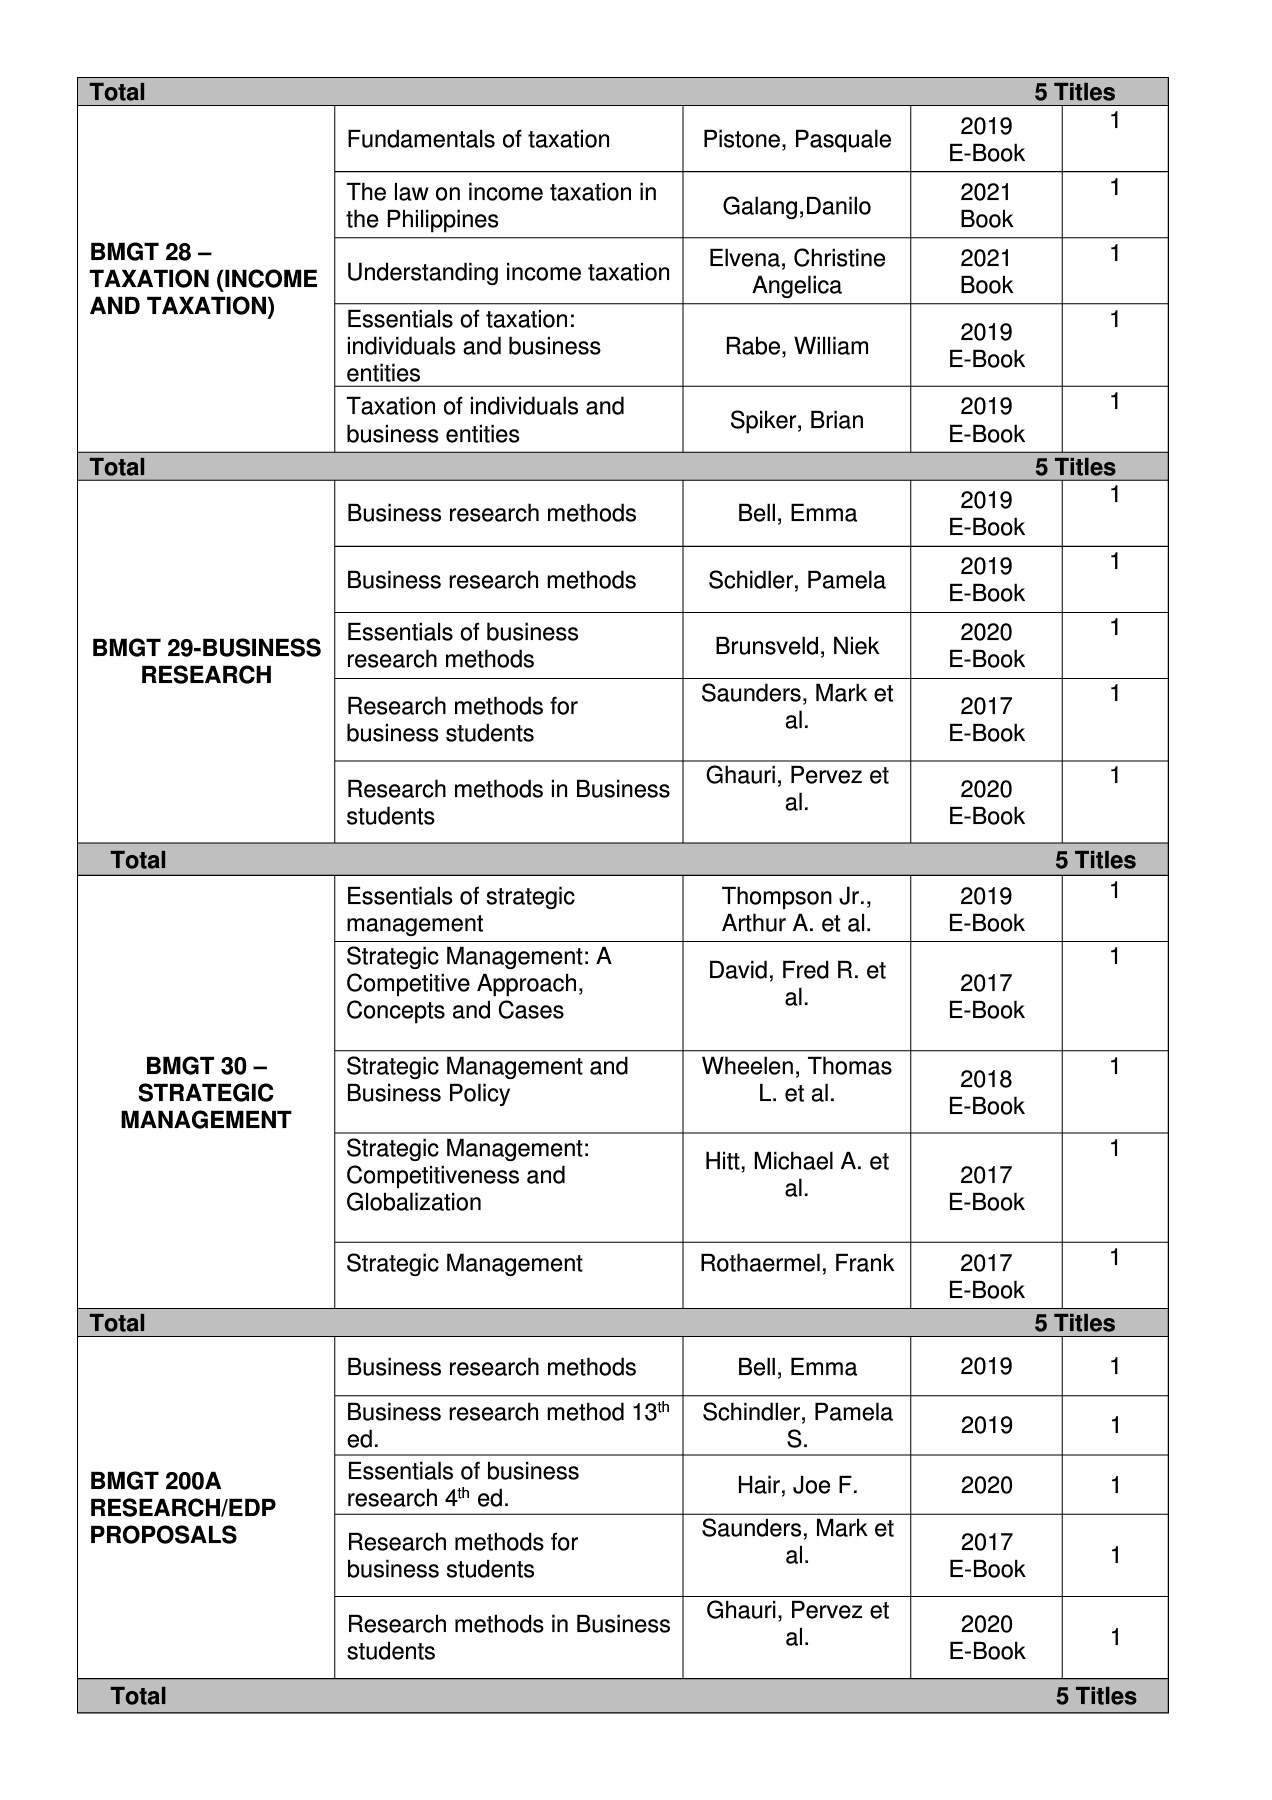 Total 5 Titles
BMGT 28 –
TAXATION (INCOME
AND TAXATION)
Fundamentals of taxation
Pistone, Pasquale
2019
E-Book
1
The law on income taxation in
the Philippines
Galang,Danilo
2021
Book
1
Understanding income taxation
Elvena, Christine
Angelica
2021
Book
1
Essentials of taxation:
individuals and business
entities
Rabe, William
2019
E-Book
1
Taxation of individuals and
business entities
Spiker, Brian
2019
E-Book
1
Total 5 Titles
BMGT 29-BUSINESS
RESEARCH
Business research methods
Bell, Emma
2019
E-Book
1
Business research methods
Schidler, Pamela
2019
E-Book
1
Essentials of business
research methods
Brunsveld, Niek
2020
E-Book
1
Research methods for
business students
Saunders, Mark et
al.
2017
E-Book
1
Research methods in Business
students
Ghauri, Pervez et
al.
2020
E-Book
1
Total 5 Titles
BMGT 30 –
STRATEGIC
MANAGEMENT
Essentials of strategic
management
Thompson Jr.,
Arthur A. et al.
2019
E-Book
1
Strategic Management: A
Competitive Approach,
Concepts and Cases
David, Fred R. et
al.
2017
E-Book
1
Strategic Management and
Business Policy
Wheelen, Thomas
L. et al.
2018
E-Book
1
Strategic Management:
Competitiveness and
Globalization
Hitt, Michael A. et
al.
2017
E-Book
1
Strategic Management
Rothaermel, Frank
2017
E-Book
1
Total 5 Titles
BMGT 200A
RESEARCH/EDP
PROPOSALS
Business research methods
Bell, Emma
2019
1
Business research method 13th
ed.
Schindler, Pamela
S.
2019
1
Essentials of business
research 4th ed.
Hair, Joe F.
2020
1
Research methods for
business students
Saunders, Mark et
al.
2017
E-Book
1
Research methods in Business
students
Ghauri, Pervez et
al.
2020
E-Book
1
Total 5 Titles